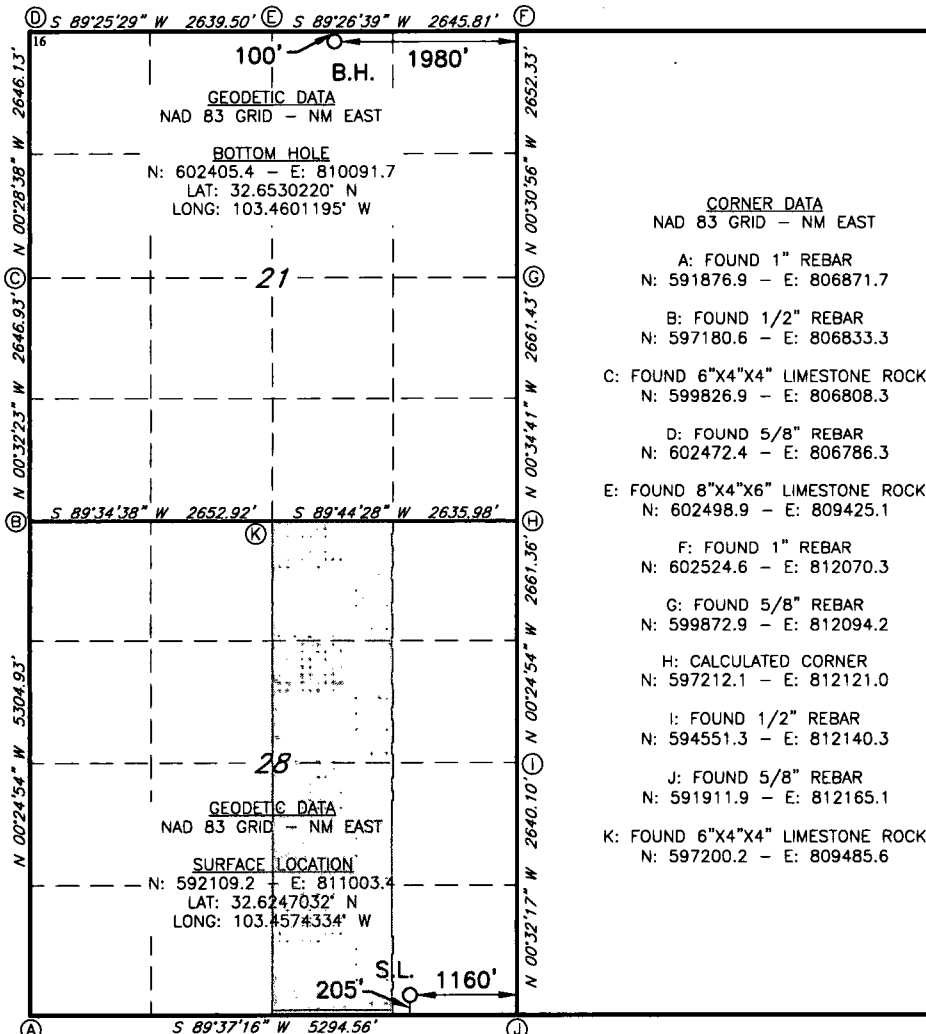 D S 89°25'29" W 2639.50' E S 89°26'39" W 2645.81' F
16
100'
1980'
B.H.
GEODETIC DATA
NAD 83 GRID – NM EAST
BOTTOM HOLE
N: 602405.4 – E: 810091.7
LAT: 32.6530220° N
LONG: 103.4601195° W
N 00°28'38" W 2646.13'
N 00°30'56" W 2652.33'
C
21
G
N 00°32'23" W 2646.93'
N 00°34'41" W 2661.43'
S 89°34'38" W 2652.92' S 89°44'28" W 2635.98'
B
K
H
N 00°24'54" W 5304.93'
N 00°24'54" W 2661.36'
28
I
GEODETIC DATA
NAD 83 GRID – NM EAST
SURFACE LOCATION
N: 592109.2 – E: 811003.4
LAT: 32.6247032° N
LONG: 103.4574334° W
N 00°32'17" W 2640.10'
S.L.
205'
1160'
A
S 89°37'16" W 5294.56'
J
CORNER DATA
NAD 83 GRID – NM EAST
A: FOUND 1" REBAR
N: 591876.9 – E: 806871.7
B: FOUND 1/2" REBAR
N: 597180.6 – E: 806833.3
C: FOUND 6"X4"X4" LIMESTONE ROCK
N: 599826.9 – E: 806808.3
D: FOUND 5/8" REBAR
N: 602472.4 – E: 806786.3
E: FOUND 8"X4"X6" LIMESTONE ROCK
N: 602498.9 – E: 809425.1
F: FOUND 1" REBAR
N: 602524.6 – E: 812070.3
G: FOUND 5/8" REBAR
N: 599872.9 – E: 812094.2
H: CALCULATED CORNER
N: 597212.1 – E: 812121.0
I: FOUND 1/2" REBAR
N: 594551.3 – E: 812140.3
J: FOUND 5/8" REBAR
N: 591911.9 – E: 812165.1
K: FOUND 6"X4"X4" LIMESTONE ROCK
N: 597200.2 – E: 809485.6